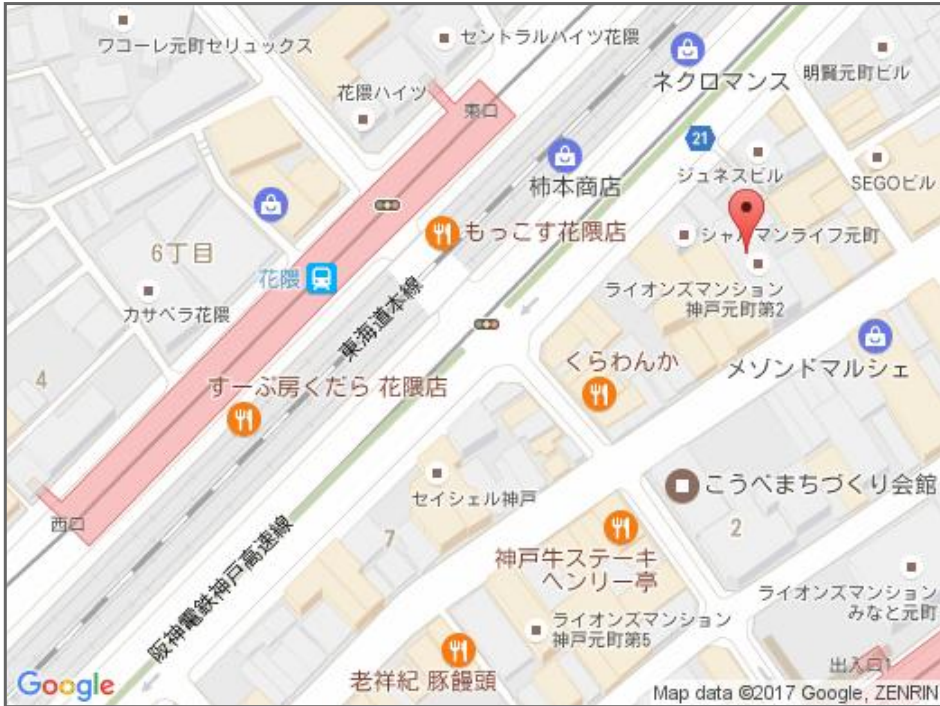 ワコーレ元町セリュックス
セントラルハイツ花隈
ネクロマンス
明賢元町ビル
花隈ハイツ
東口
21
ジュネスビル
SEGOビル
柿本商店
もっこす花隈店
シャルマンライフ元町
6丁目
花隈
ライオンズマンション
神戸元町第2
カサベラ花隈
東海道本線
くらわんか
メゾンドマルシェ
4
すーぷ房くだら 花隈店
セイシェル神戸
こうべまちづくり会館
西口
7
2
神戸牛ステーキ
ヘンリー亭
阪神電鉄神戸高速線
ライオンズマンション
みなと元町
ライオンズマンション
神戸元町第5
老祥紀 豚饅頭
出入口1
Google
Map data ©2017 Google, ZENRIN